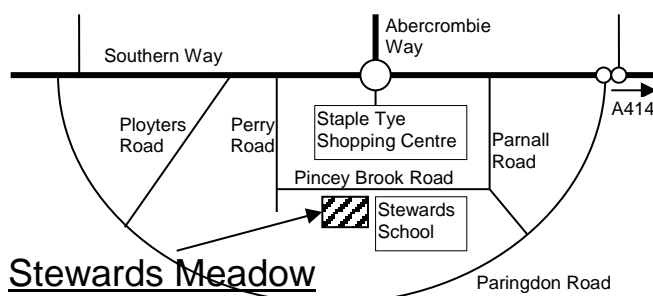 Abercrombie
Way
Southern Way
A414
Ployters
Road
Perry
Road
Staple Tye
Shopping Centre
Parnall
Road
Pincey Brook Road
Stewards
School
Stewards Meadow
Paringdon Road